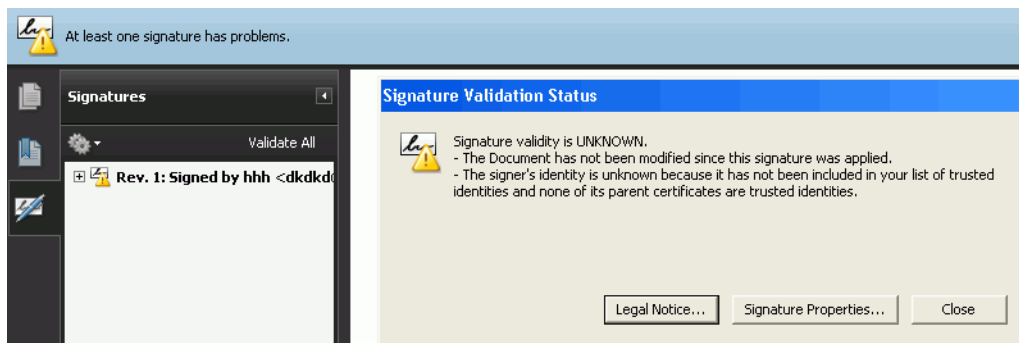 At least one signature has problems.
Signatures
Validate All
Rev. 1: Signed by hhh <dkdkd
Signature Validation Status
Signature validity is UNKNOWN.
- The Document has not been modified since this signature was applied.
- The signer's identity is unknown because it has not been included in your list of trusted
identities and none of its parent certificates are trusted identities.
Legal Notice...
Signature Properties...
Close